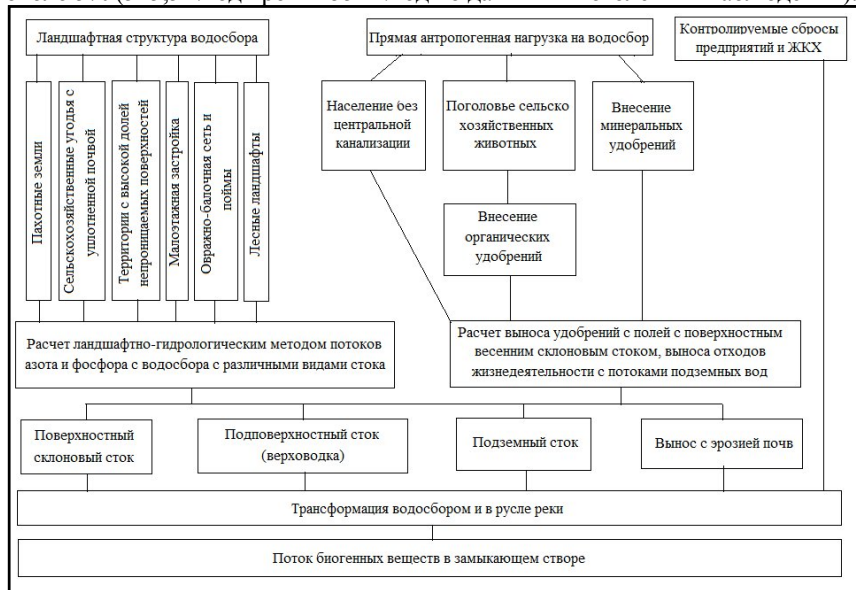 Ландшафтная структура водосбора
Прямая антропогенная нагрузка на водосбор
Контролируемые сбросы
предприятий и ЖКХ
Пахотные земли
Сельскохозяйственные угодья с
уплотненной почвой
Территории с высокой долей
непроницаемых поверхностей
Малоэтажная застройка
Овражно-балочная сеть и
поймы
Лесные ландшафты
Население без
центральной
канализации
Поголовье сельско
хозяйственных
животных
Внесение
минеральных
удобрений
Внесение
органических
удобрений
Расчет ландшафтно-гидрологическим методом потоков
азота и фосфора с водосбора с различными видами стока
Расчет выноса удобрений с полей с поверхностным
весенним склоновым стоком, выноса отходов
жизнедеятельности с потоками подземных вод
Поверхностный
склоновый сток
Подповерхностный сток
(верховодка)
Подземный сток
Вынос с эрозией почв
Трансформация водосбором и в русле реки
Поток биогенных веществ в замыкающем створе